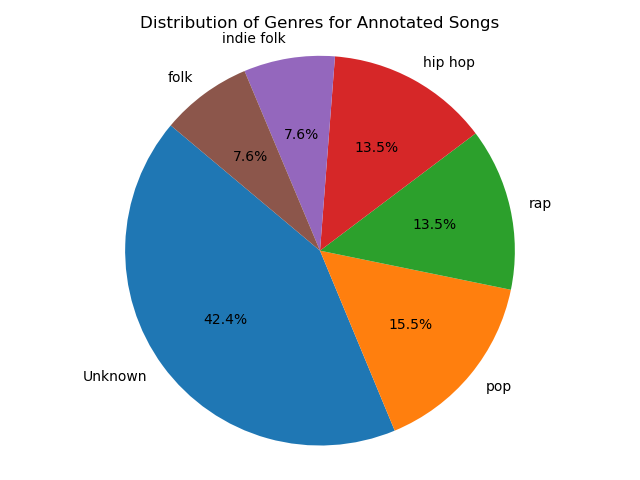 Distribution of Genres for Annotated Songs
indie folk
hip hop
folk
7.6%
13.5%
7.6%
rap
13.5%
42.4%
15.5%
Unknown
pop